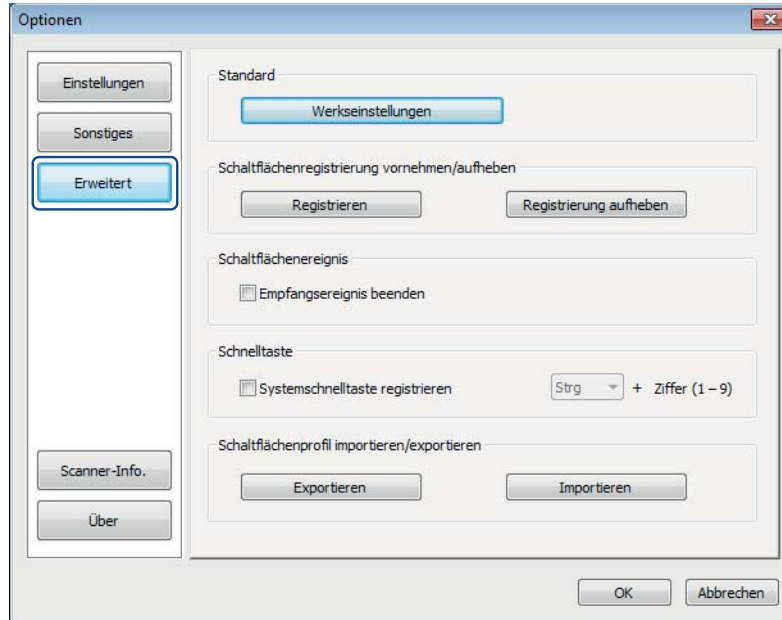 Optionen
Einstellungen
Sonstiges
Erweitert
Scanner-Info.
Über
Standard
Werkseinstellungen
Schaltflächenregistrierung vornehmen/aufheben
Registrieren
Registrierung aufheben
Schaltflächenereignis
Empfangsereignis beenden
Schnelltaste
Systemschnelltaste registrieren
Strg + Ziffer (1 – 9)
Schaltflächenprofil importieren/exportieren
Exportieren
Importieren
OK
Abbrechen